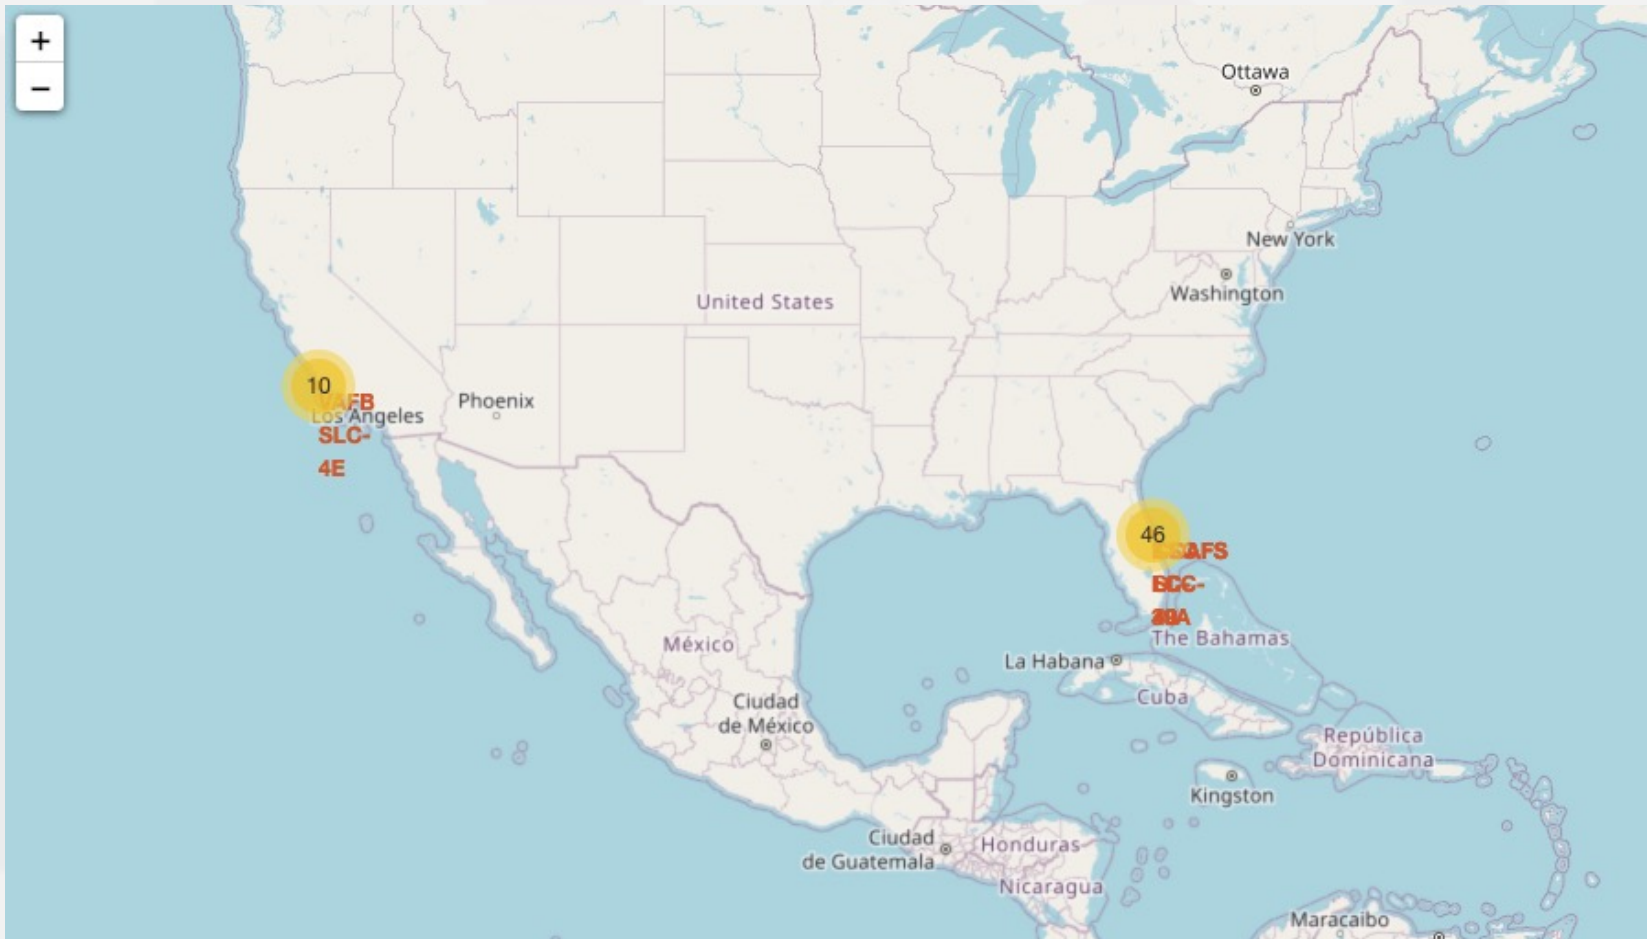 +
−
Ottawa
New York
Washington
United States
10
VAFB
Los Angeles
SLC-
4E
Phoenix
46
The Bahamas
México
La Habana
Cuba
Ciudad
de México
República
Dominicana
Kingston
Ciudad
de Guatemala
Honduras
Nicaragua
Maracaibo